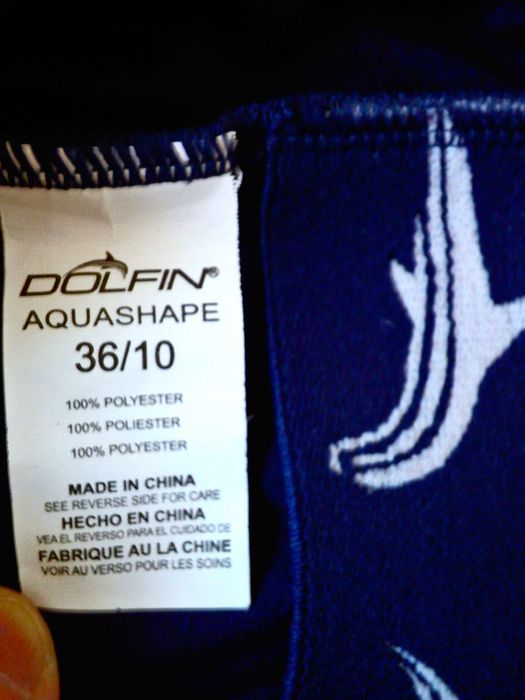 DOLFIN®
AQUASHAPE
36/10
100% POLYESTER
100% POLIESTER
100% POLYESTER
MADE IN CHINA
SEE REVERSE SIDE FOR CARE
HECHO EN CHINA
VEA EL REVERSO PARA EL CUIDADO DE
FABRIQUE AU LA CHINE
VOIR AU VERSO POUR LES SOINS